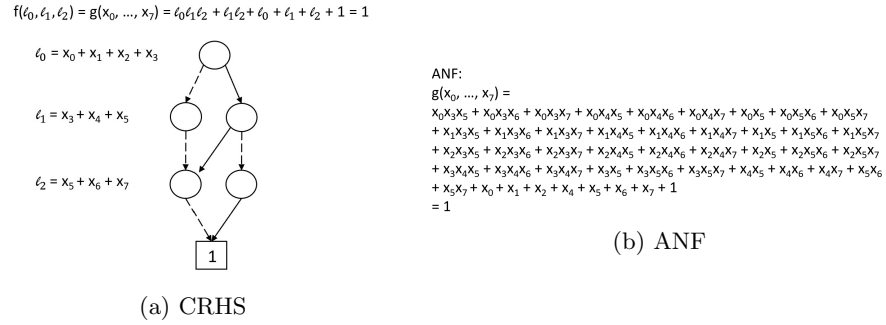 f(ℓ₀,ℓ₁,ℓ₂) = g(x₀, ..., x₇) = ℓ₀ℓ₁ℓ₂ + ℓ₁ℓ₂+ ℓ₀ + ℓ₁ + ℓ₂ + 1 = 1
ℓ₀ = x₀ + x₁ + x₂ + x₃
ℓ₁ = x₃ + x₄ + x₅
ℓ₂ = x₅ + x₆ + x₇
1
(a) CRHS
ANF:
g(x₀, ..., x₇) =
x₀x₃x₅ + x₀x₃x₆ + x₀x₃x₇ + x₀x₄x₅ + x₀x₄x₆ + x₀x₄x₇ + x₀x₅ + x₀x₅x₆ + x₀x₅x₇
+ x₁x₃x₅ + x₁x₃x₆ + x₁x₃x₇ + x₁x₄x₅ + x₁x₄x₆ + x₁x₄x₇ + x₁x₅ + x₁x₅x₆ + x₁x₅x₇
+ x₂x₃x₅ + x₂x₃x₆ + x₂x₃x₇ + x₂x₄x₅ + x₂x₄x₆ + x₂x₄x₇ + x₂x₅ + x₂x₅x₆ + x₂x₅x₇
+ x₃x₄x₅ + x₃x₄x₆ + x₃x₄x₇ + x₃x₅ + x₃x₅x₆ + x₃x₅x₇ + x₄x₅ + x₄x₆ + x₄x₇ + x₅x₆
+ x₅x₇ + x₀ + x₁ + x₂ + x₄ + x₅ + x₆ + x₇ + 1
= 1
(b) ANF